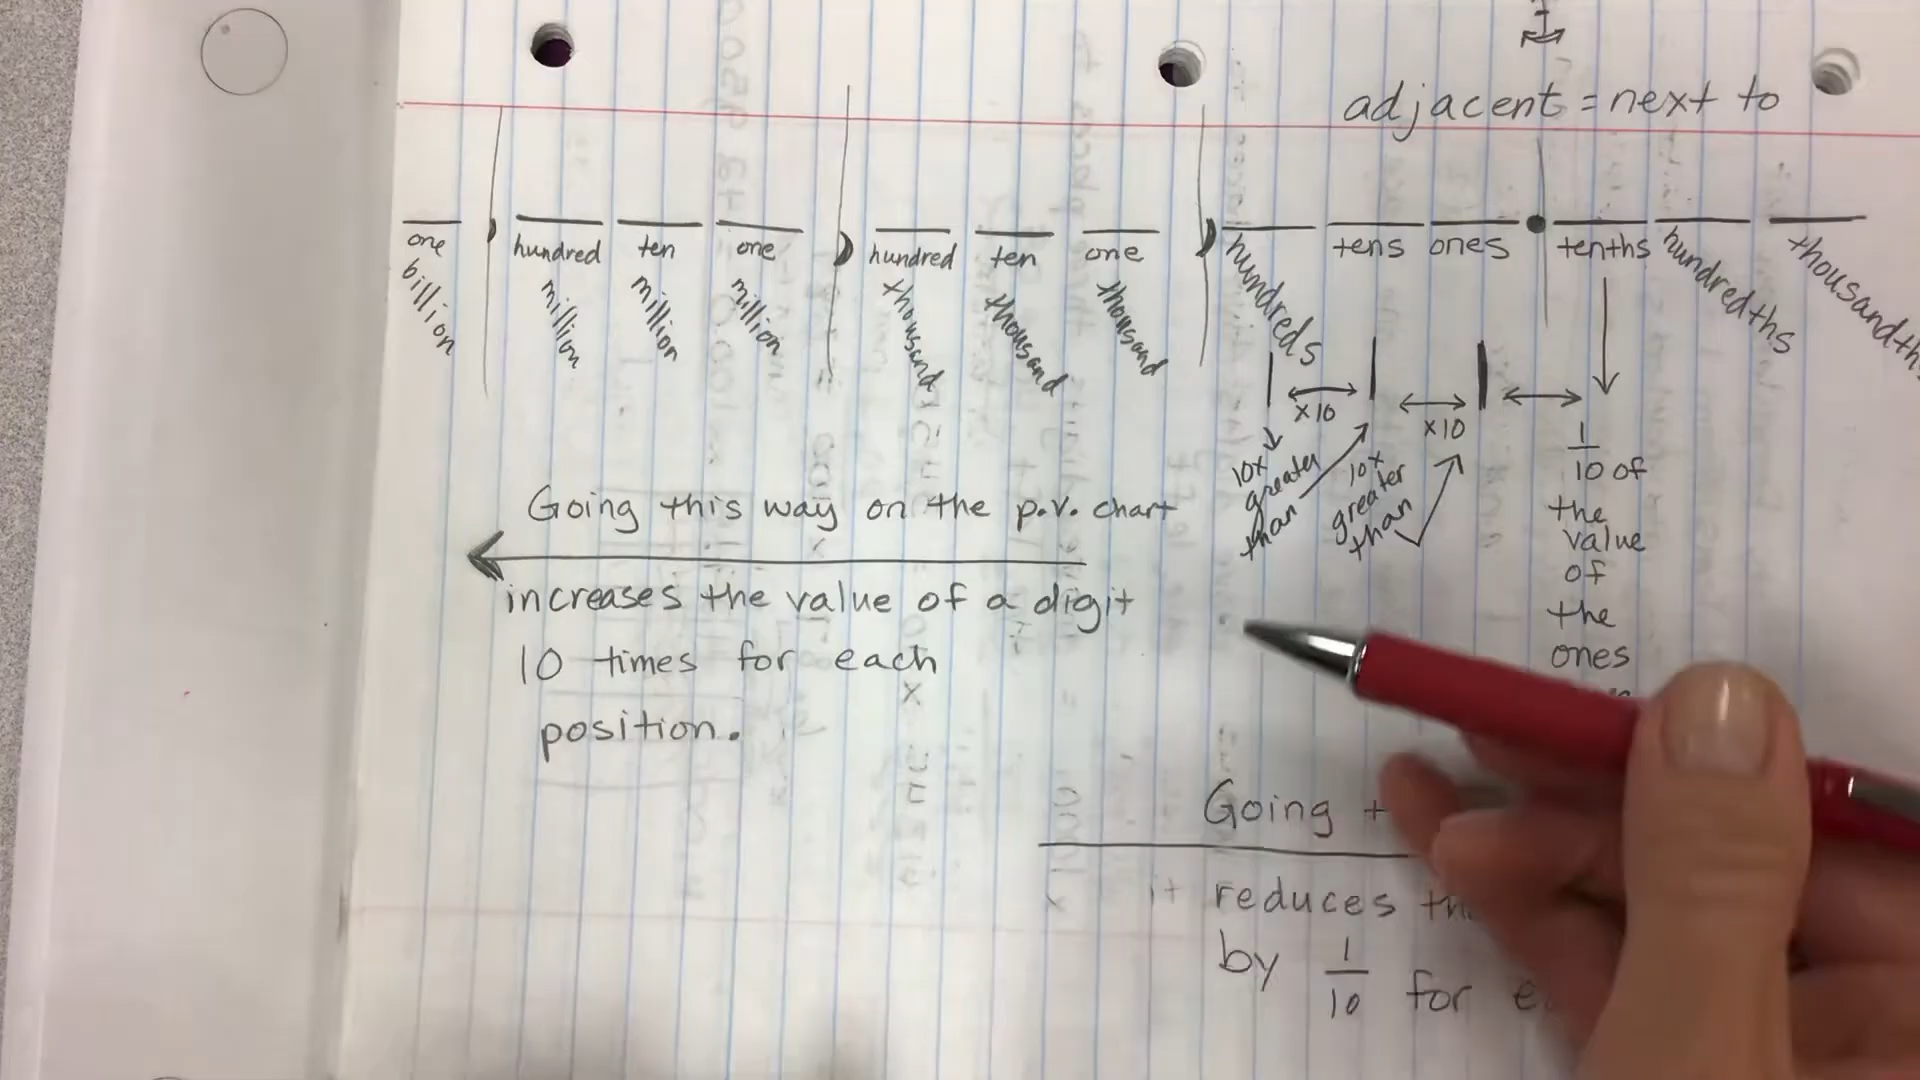 adjacent = next to
one billion , hundred million ten million one million , hundred thousand ten thousand one thousand , hundreds tens ones . tenths hundredths
x10 x10
10x greater than
10x greater than
1/10 of
the
value
of
the
ones
Going this way on the p.v. chart
increases the value of a digit
10 times for each
position.
Going
it reduces
by 1/10 for